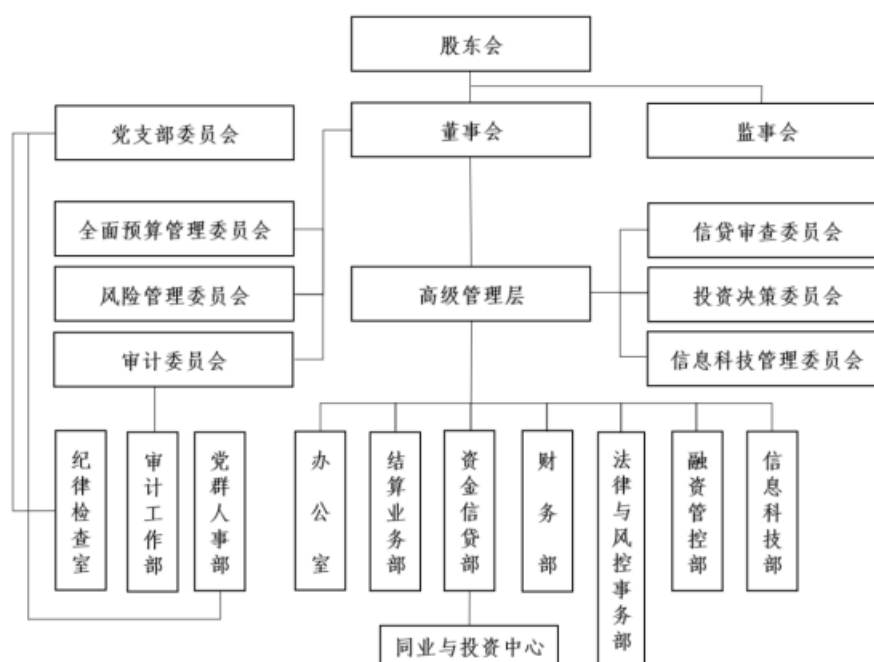 股东会
党支部委员会
董事会
监事会
全面预算管理委员会
信贷审查委员会
风险管理委员会
高级管理层
投资决策委员会
审计委员会
信息科技管理委员会
纪律检查室
审计工作部
党群人事部
办公室
结算业务部
资金信贷部
财务部
法律与风控事务部
融资管控部
信息科技部
同业与投资中心